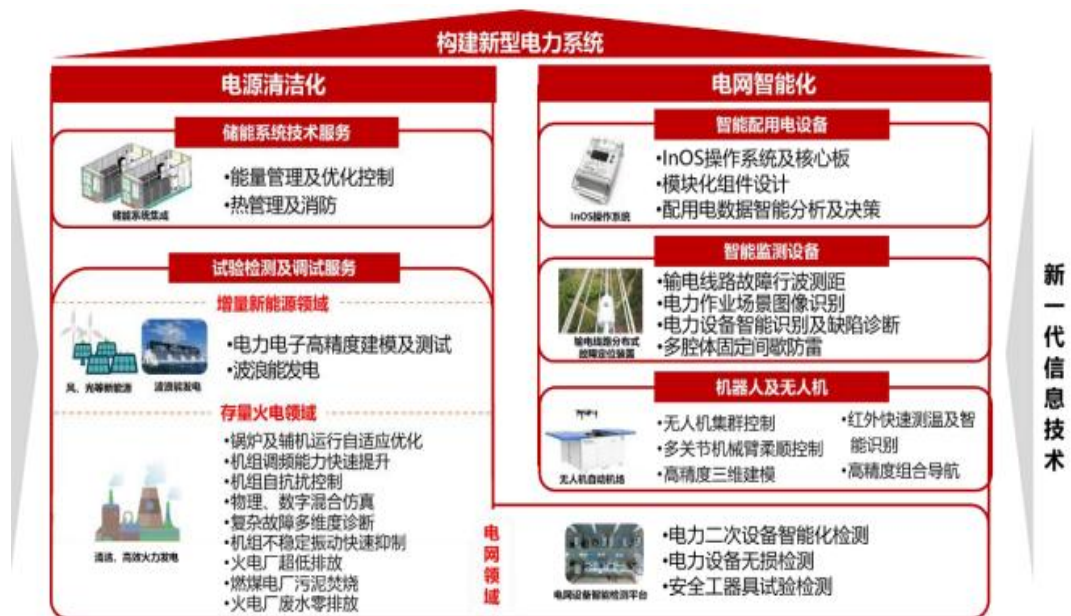 构建新型电力系统
电源清洁化
储能系统技术服务
储能系统集成
•能量管理及优化控制
•热管理及消防
试验检测及调试服务
增量新能源领域
风、光等新能源
波浪能发电
•电力电子高精度建模及测试
•波浪能发电
存量火电领域
清洁、高效火力发电
•锅炉及辅机运行自适应优化
•机组调频能力快速提升
•机组自抗扰控制
•物理、数字混合仿真
•复杂故障多维度诊断
•机组不稳定振动快速抑制
•火电厂超低排放
•燃煤电厂污泥焚烧
•火电厂废水零排放
电网智能化
智能配用电设备
InOS操作系统
•InOS操作系统及核心板
•模块化组件设计
•配用电数据智能分析及决策
智能监测设备
输电线路分布式
故障定位装置
•输电线路故障行波测距
•电力作业场景图像识别
•电力设备智能识别及缺陷诊断
•多腔体固定间歇防雷
机器人及无人机
无人机自动机场
•无人机集群控制
•多关节机械臂柔顺控制
•高精度三维建模
•红外快速测温及智
能识别
•高精度组合导航
电网领域
电网设备智能检测平台
•电力二次设备智能化检测
•电力设备无损检测
•安全工器具试验检测
新一代信息技术